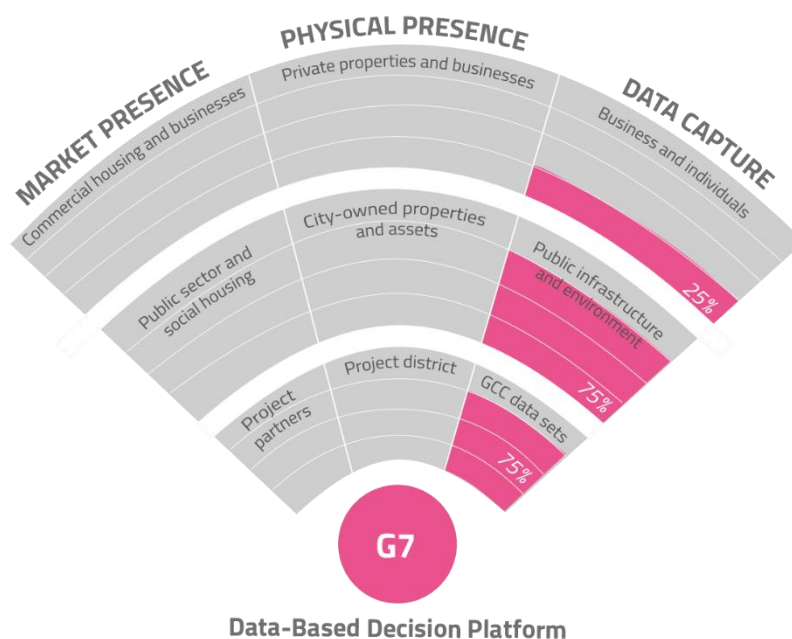 PHYSICAL PRESENCE
MARKET PRESENCE
DATA CAPTURE
Private properties and businesses
Commercial housing and businesses
Business and individuals
25%
City-owned properties
and assets
Public sector and
social housing
Public infrastructure
and environment
75%
Project district
Project
partners
GCC data sets
75%
G7
Data-Based Decision Platform